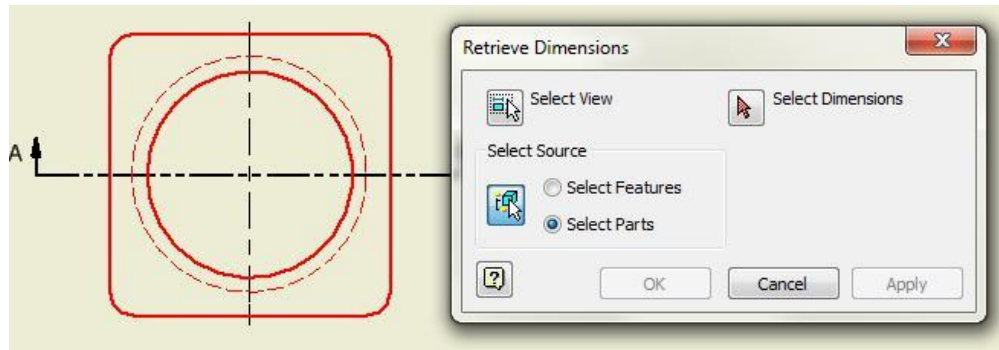 A
Retrieve Dimensions
Select View
Select Dimensions
Select Source
Select Features
Select Parts
OK
Cancel
Apply